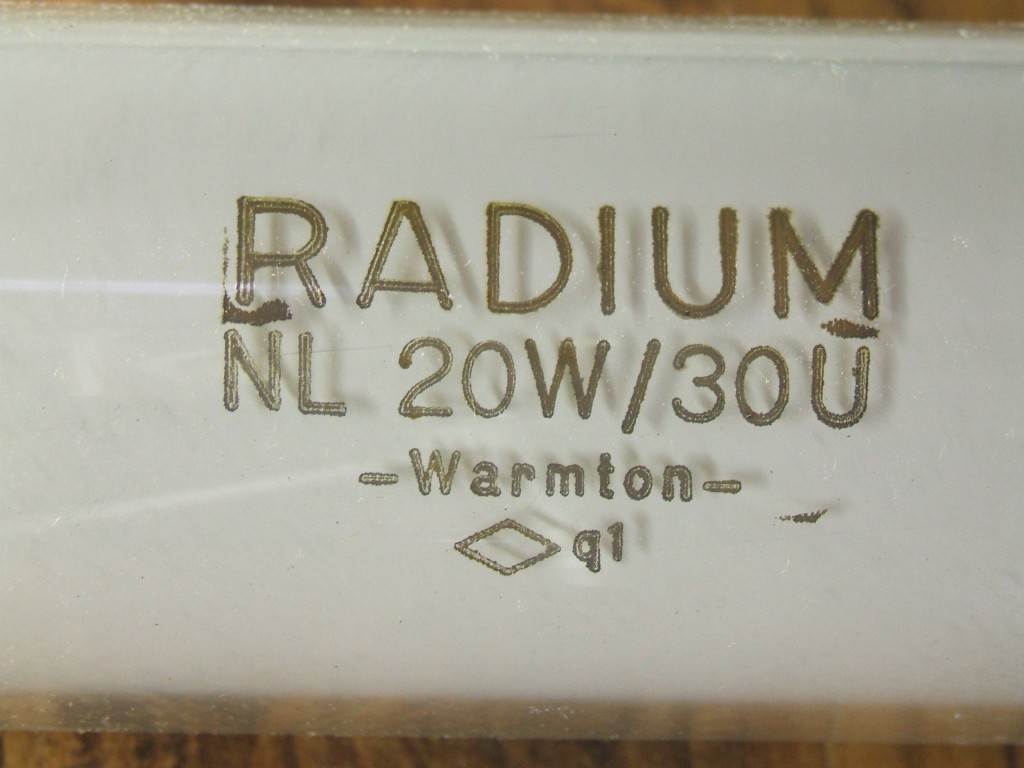 RADIUM
NL 20W/30U
-Warmton-
q1